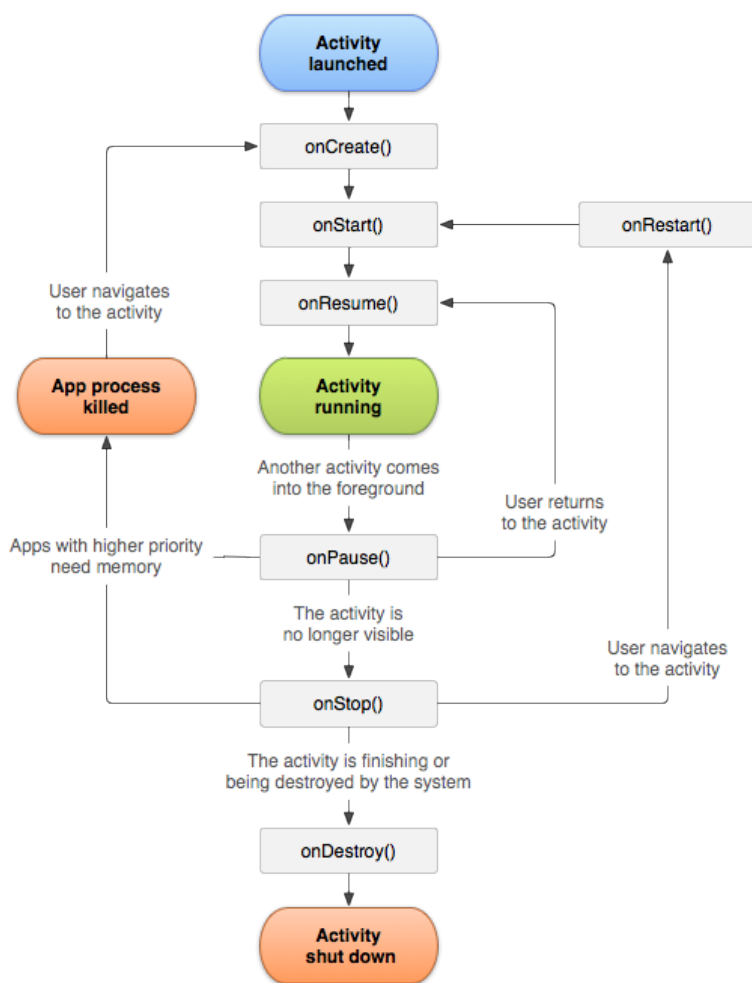 Activity
launched
onCreate()
onStart()
onRestart()
User navigates
to the activity
onResume()
App process
killed
Activity
running
Another activity comes
into the foreground
User returns
to the activity
Apps with higher priority
need memory
onPause()
The activity is
no longer visible
User navigates
to the activity
onStop()
The activity is finishing or
being destroyed by the system
onDestroy()
Activity
shut down